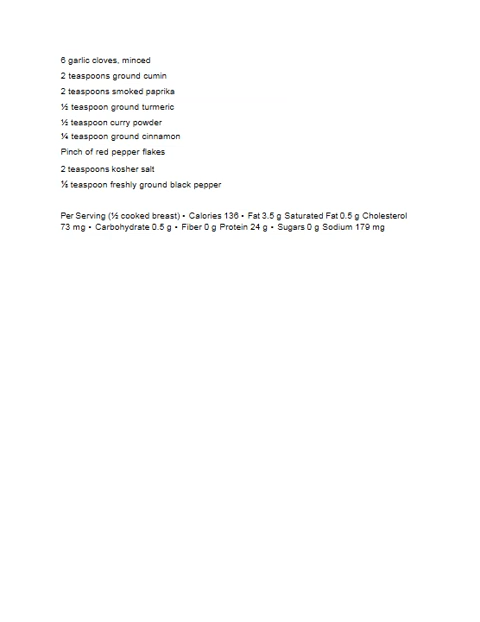 6 garlic cloves, minced
2 teaspoons ground cumin
2 teaspoons smoked paprika
½ teaspoon ground turmeric
½ teaspoon curry powder
¼ teaspoon ground cinnamon
Pinch of red pepper flakes
2 teaspoons kosher salt
½ teaspoon freshly ground black pepper
Per Serving (½ cooked breast) • Calories 136 • Fat 3.5 g Saturated Fat 0.5 g Cholesterol
73 mg • Carbohydrate 0.5 g • Fiber 0 g Protein 24 g • Sugars 0 g Sodium 179 mg